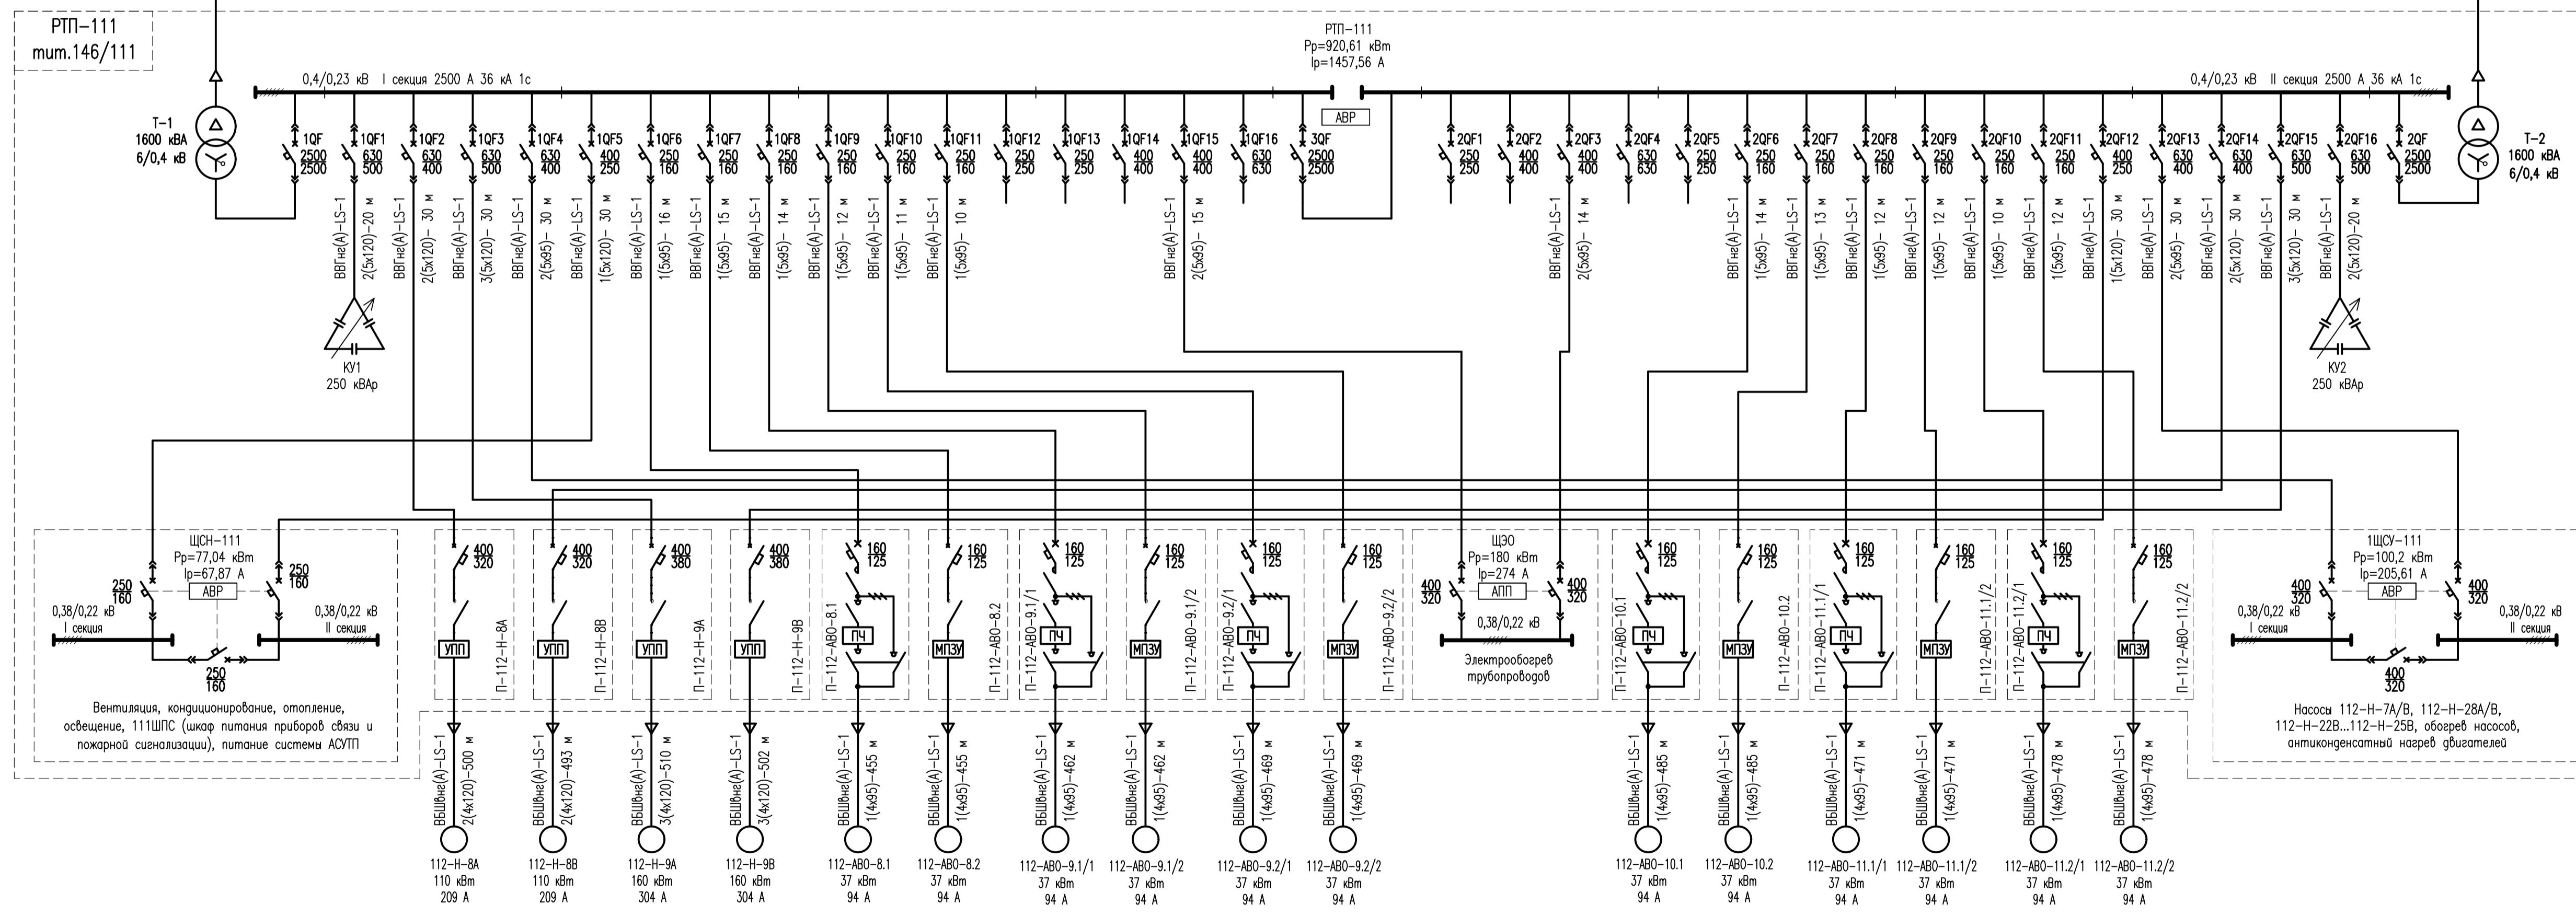 РТП-111
тит.146/111
РТП-111
Рр=920,61 кВт
Iр=1457,56 А
0,4/0,23 кВ I секция 2500 А 36 кА 1с
АВР
0,4/0,23 кВ II секция 2500 А 36 кА 1с
Т-1
1600 кВА
6/0,4 кВ
1QF
2500
2500
1QF1
630
500
1QF2
630
400
1QF3
630
500
1QF4
630
400
1QF5
400
250
1QF6
250
160
1QF7
250
160
1QF8
250
160
1QF9
250
160
1QF10
250
160
1QF11
250
160
1QF12
250
250
1QF13
250
250
1QF14
400
400
1QF15
400
400
1QF16
630
630
3QF
2500
2500
2QF1
250
250
2QF2
400
400
2QF3
400
400
2QF4
630
630
2QF5
250
250
2QF6
250
160
2QF7
250
160
2QF8
250
160
2QF9
250
160
2QF10
250
160
2QF11
250
160
2QF12
400
250
2QF13
630
400
2QF14
630
400
2QF15
630
500
2QF16
630
500
2QF
2500
2500
Т-2
1600 кВА
6/0,4 кВ
ВВГнг(А)-LS-1
2(5х120)-20 м
ВВГнг(А)-LS-1
2(5х120)- 30 м
ВВГнг(А)-LS-1
3(5х120)- 30 м
ВВГнг(А)-LS-1
2(5х95)- 30 м
ВВГнг(А)-LS-1
1(5х120)- 30 м
ВВГнг(А)-LS-1
1(5х95)- 16 м
ВВГнг(А)-LS-1
1(5х95)- 15 м
ВВГнг(А)-LS-1
1(5х95)- 14 м
ВВГнг(А)-LS-1
1(5х95)- 12 м
ВВГнг(А)-LS-1
1(5х95)- 11 м
ВВГнг(А)-LS-1
1(5х95)- 10 м
ВВГнг(А)-LS-1
2(5х95)- 15 м
ВВГнг(А)-LS-1
2(5х95)- 14 м
ВВГнг(А)-LS-1
1(5х95)- 14 м
ВВГнг(А)-LS-1
1(5х95)- 13 м
ВВГнг(А)-LS-1
1(5х95)- 12 м
ВВГнг(А)-LS-1
1(5х95)- 12 м
ВВГнг(А)-LS-1
1(5х95)- 10 м
ВВГнг(А)-LS-1
1(5х95)- 12 м
ВВГнг(А)-LS-1
1(5х120)- 30 м
ВВГнг(А)-LS-1
2(5х95)- 30 м
ВВГнг(А)-LS-1
2(5х120)- 30 м
ВВГнг(А)-LS-1
3(5х120)- 30 м
ВВГнг(А)-LS-1
2(5х120)-20 м
КУ1
250 кВАр
КУ2
250 кВАр
ЩСН-111
Рр=77,04 кВт
Iр=67,87 А
АВР
250
160
250
160
0,38/0,22 кВ
I секция
0,38/0,22 кВ
II секция
250
160
Вентиляция, кондиционирование, отопление,
освещение, 111ШПС (шкаф питания приборов связи и
пожарной сигнализации), питание системы АСУТП
400
320
УПП
П-112-Н-8А
400
320
УПП
П-112-Н-8В
400
380
УПП
П-112-Н-9А
400
380
УПП
П-112-Н-9В
160
125
ПЧ
П-112-АВО-8.1
160
125
МПЗУ
П-112-АВО-8.2
160
125
ПЧ
П-112-АВО-9.1/1
160
125
МПЗУ
П-112-АВО-9.1/2
160
125
ПЧ
П-112-АВО-9.2/1
160
125
МПЗУ
П-112-АВО-9.2/2
ЩЭО
Рр=180 кВт
Iр=274 А
АПП
400
320
400
320
0,38/0,22 кВ
Электрообогрев
трубопроводов
160
125
ПЧ
П-112-АВО-10.1
160
125
МПЗУ
П-112-АВО-10.2
160
125
ПЧ
П-112-АВО-11.1/1
160
125
МПЗУ
П-112-АВО-11.1/2
160
125
ПЧ
П-112-АВО-11.2/1
160
125
МПЗУ
П-112-АВО-11.2/2
1ЩСУ-111
Рр=100,2 кВт
Iр=205,61 А
АВР
400
320
400
320
0,38/0,22 кВ
I секция
0,38/0,22 кВ
II секция
400
320
Насосы 112-Н-7А/В, 112-Н-28А/В,
112-Н-22В...112-Н-25В, обогрев насосов,
антиконденсатный нагрев двигателей
ВБШвнг(А)-LS-1
2(4х120)-500 м
ВБШвнг(А)-LS-1
2(4х120)-493 м
ВБШвнг(А)-LS-1
3(4х120)-510 м
ВБШвнг(А)-LS-1
3(4х120)-502 м
ВБШвнг(А)-LS-1
1(4х95)-455 м
ВБШвнг(А)-LS-1
1(4х95)-455 м
ВБШвнг(А)-LS-1
1(4х95)-462 м
ВБШвнг(А)-LS-1
1(4х95)-462 м
ВБШвнг(А)-LS-1
1(4х95)-469 м
ВБШвнг(А)-LS-1
1(4х95)-469 м
ВБШвнг(А)-LS-1
1(4х95)-485 м
ВБШвнг(А)-LS-1
1(4х95)-485 м
ВБШвнг(А)-LS-1
1(4х95)-471 м
ВБШвнг(А)-LS-1
1(4х95)-471 м
ВБШвнг(А)-LS-1
1(4х95)-478 м
ВБШвнг(А)-LS-1
1(4х95)-478 м
112-Н-8А
110 кВт
209 А
112-Н-8В
110 кВт
209 А
112-Н-9А
160 кВт
304 А
112-Н-9В
160 кВт
304 А
112-АВО-8.1
37 кВт
94 А
112-АВО-8.2
37 кВт
94 А
112-АВО-9.1/1
37 кВт
94 А
112-АВО-9.1/2
37 кВт
94 А
112-АВО-9.2/1
37 кВт
94 А
112-АВО-9.2/2
37 кВт
94 А
112-АВО-10.1
37 кВт
94 А
112-АВО-10.2
37 кВт
94 А
112-АВО-11.1/1
37 кВт
94 А
112-АВО-11.1/2
37 кВт
94 А
112-АВО-11.2/1
37 кВт
94 А
112-АВО-11.2/2
37 кВт
94 А